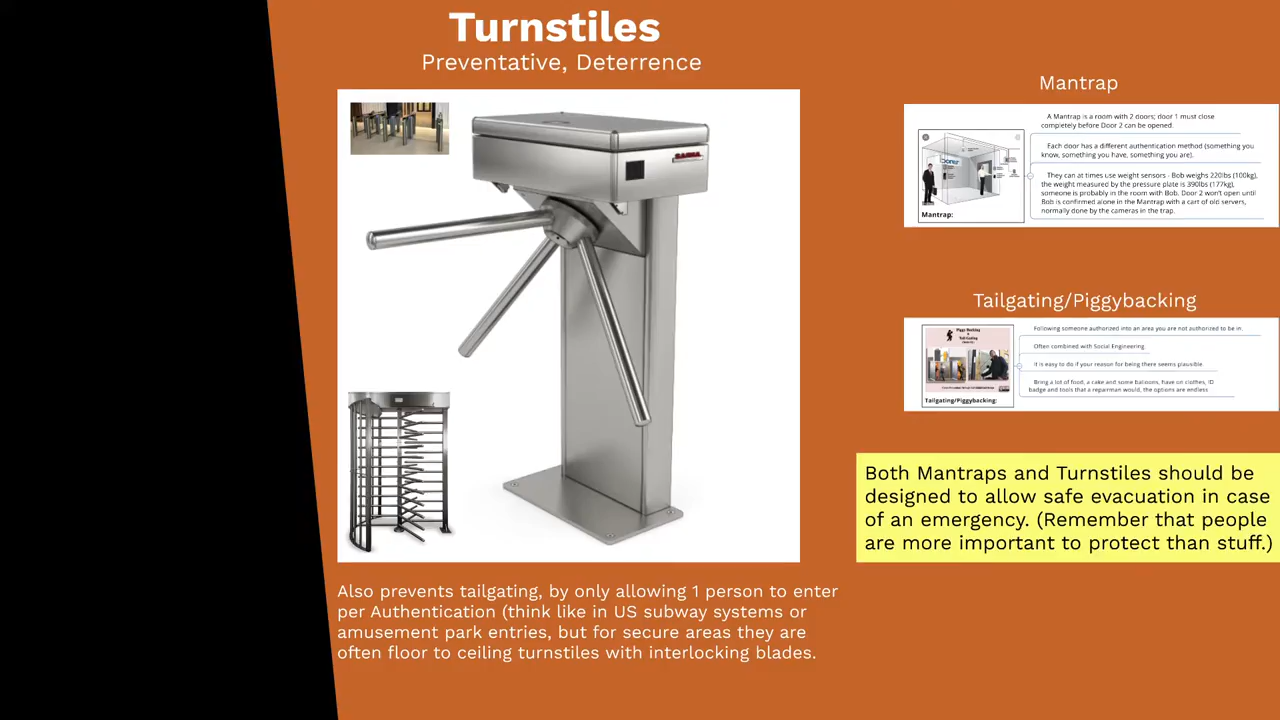 Turnstiles
Preventative, Deterrence
Also prevents tailgating, by only allowing 1 person to enter
per Authentication (think like in US subway systems or
amusement park entries, but for secure areas they are
often floor to ceiling turnstiles with interlocking blades.
Mantrap
A Mantrap is a room with 2 doors; door 1 must close
completely before Door 2 can be opened.
Each door has a different authentication method (something you
know, something you have, something you are).
They can at times use weight sensors - Bob weighs 220lbs (100kg),
the weight measured by the pressure plate is 390lbs (177kg),
someone is probably in the room with Bob. Door 2 won't open until
Bob is confirmed alone in the Mantrap with a cart of old servers,
normally done by the cameras in the trap.
Mantrap:
Tailgating/Piggybacking
Following someone authorized into an area you are not authorized to be in.
Often combined with Social Engineering.
It is easy to do if your reason for being there seems plausible
Bring a lot of food, a cake and some balloons, have on clothes, ID
badge and tools that a repairman would, the options are endless
Piggy Backing
Tail Gating
Tailgating/Piggybacking:
Both Mantraps and Turnstiles should be
designed to allow safe evacuation in case
of an emergency. (Remember that people
are more important to protect than stuff.)